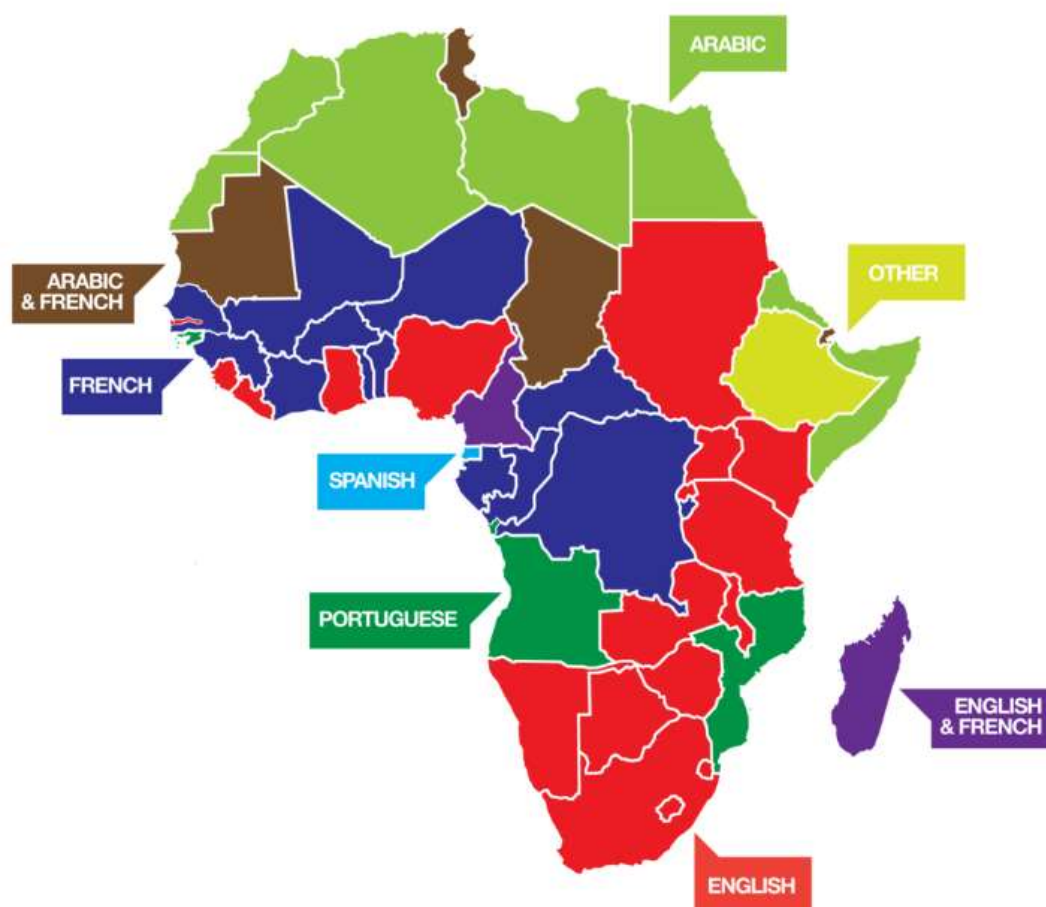 ARABIC
OTHER
ARABIC
& FRENCH
FRENCH
SPANISH
PORTUGUESE
ENGLISH
& FRENCH
ENGLISH